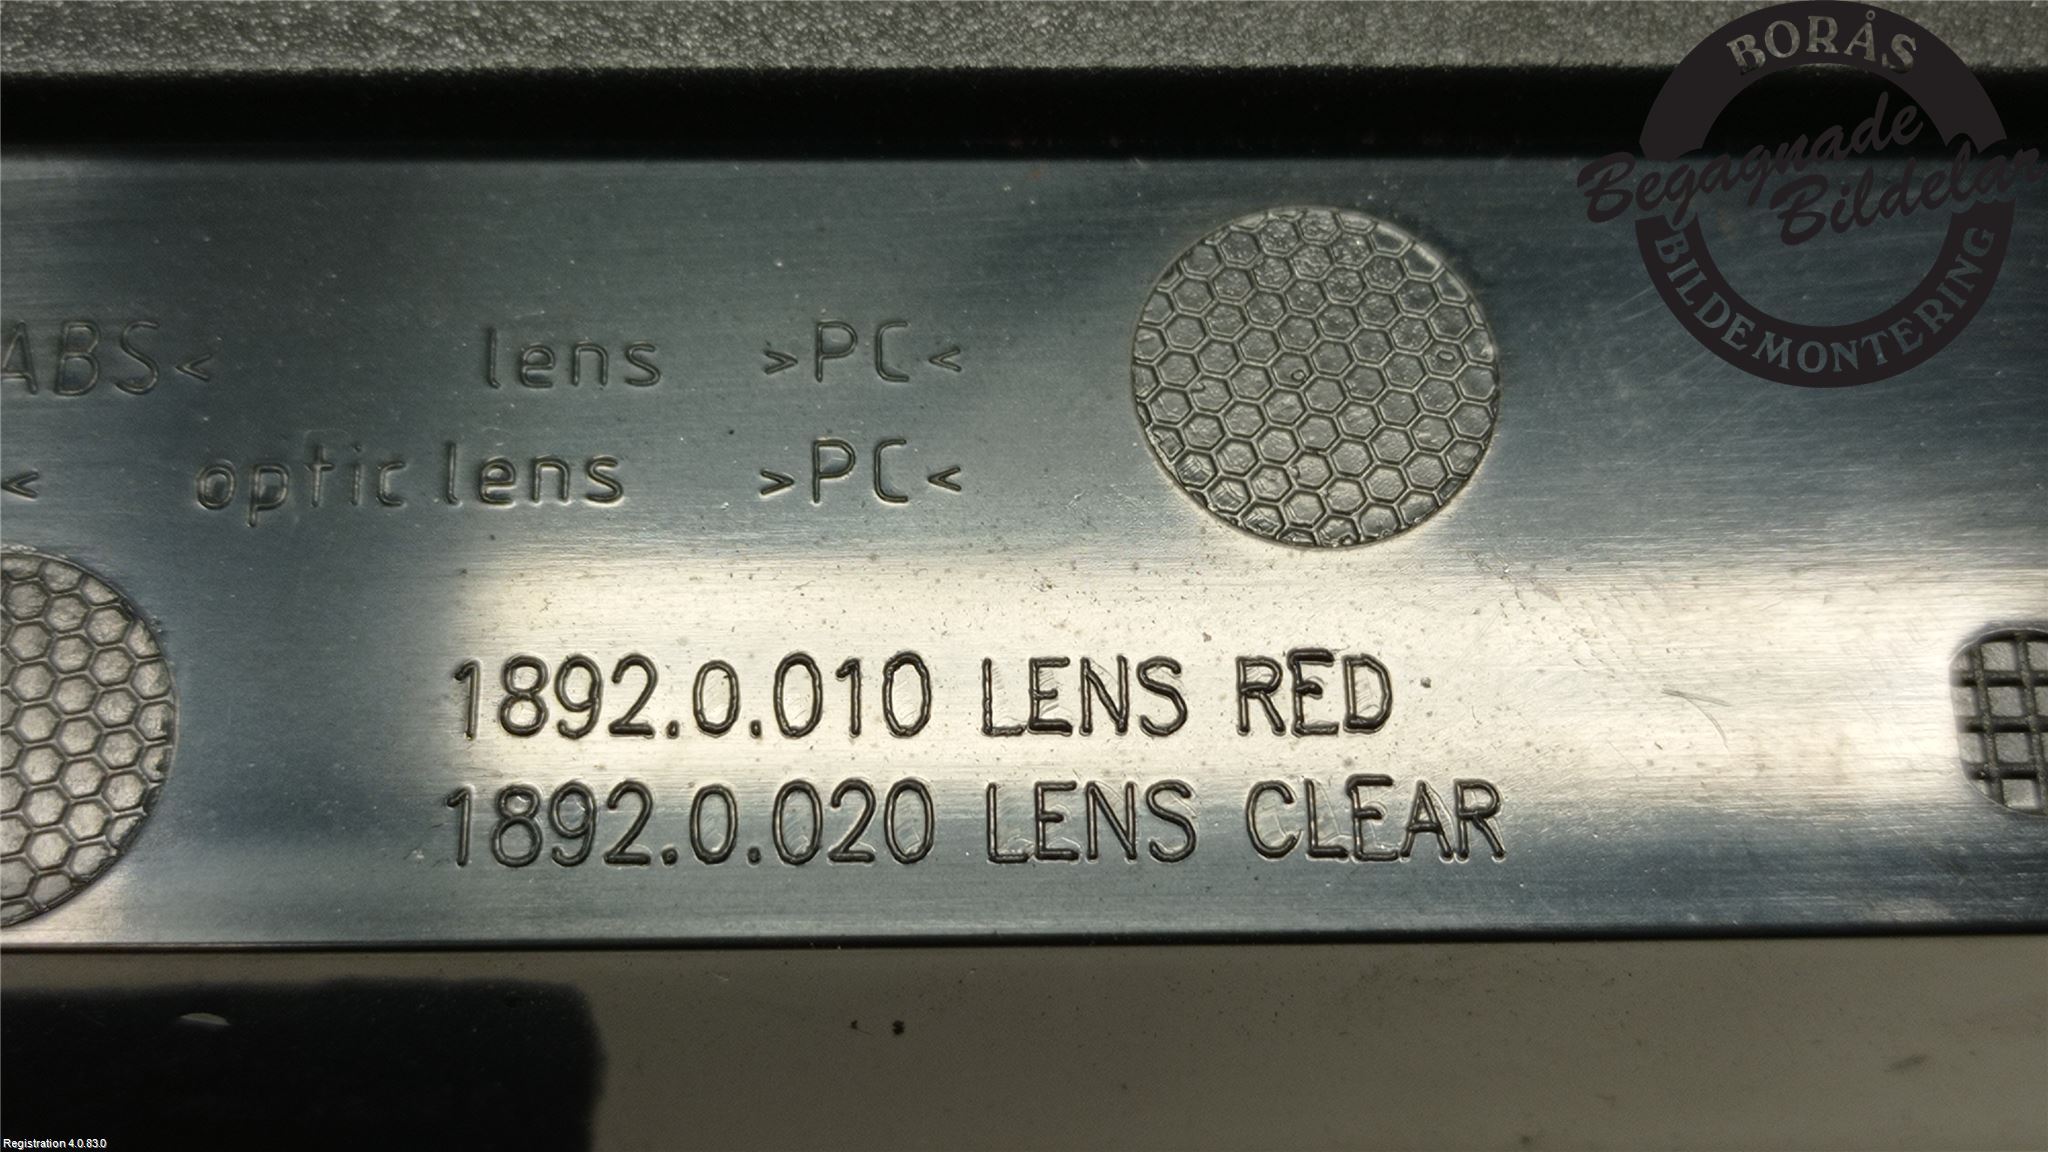 BORÅS
Begagnade
Bildelar
BILDEMONTERING
ABS< lens >PC<
< optic lens >PC<
1892.0.010 LENS RED
1892.0.020 LENS CLEAR
Registration 4.0.83.0